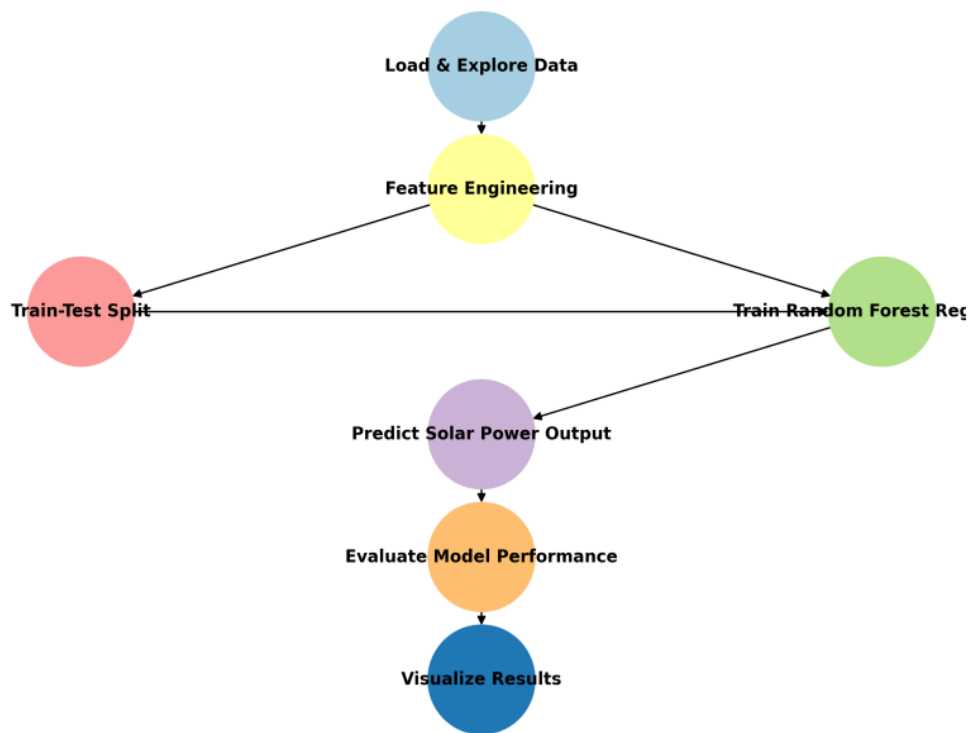 Load & Explore Data
Feature Engineering
Train-Test Split
Train Random Forest Reg
Predict Solar Power Output
Evaluate Model Performance
Visualize Results